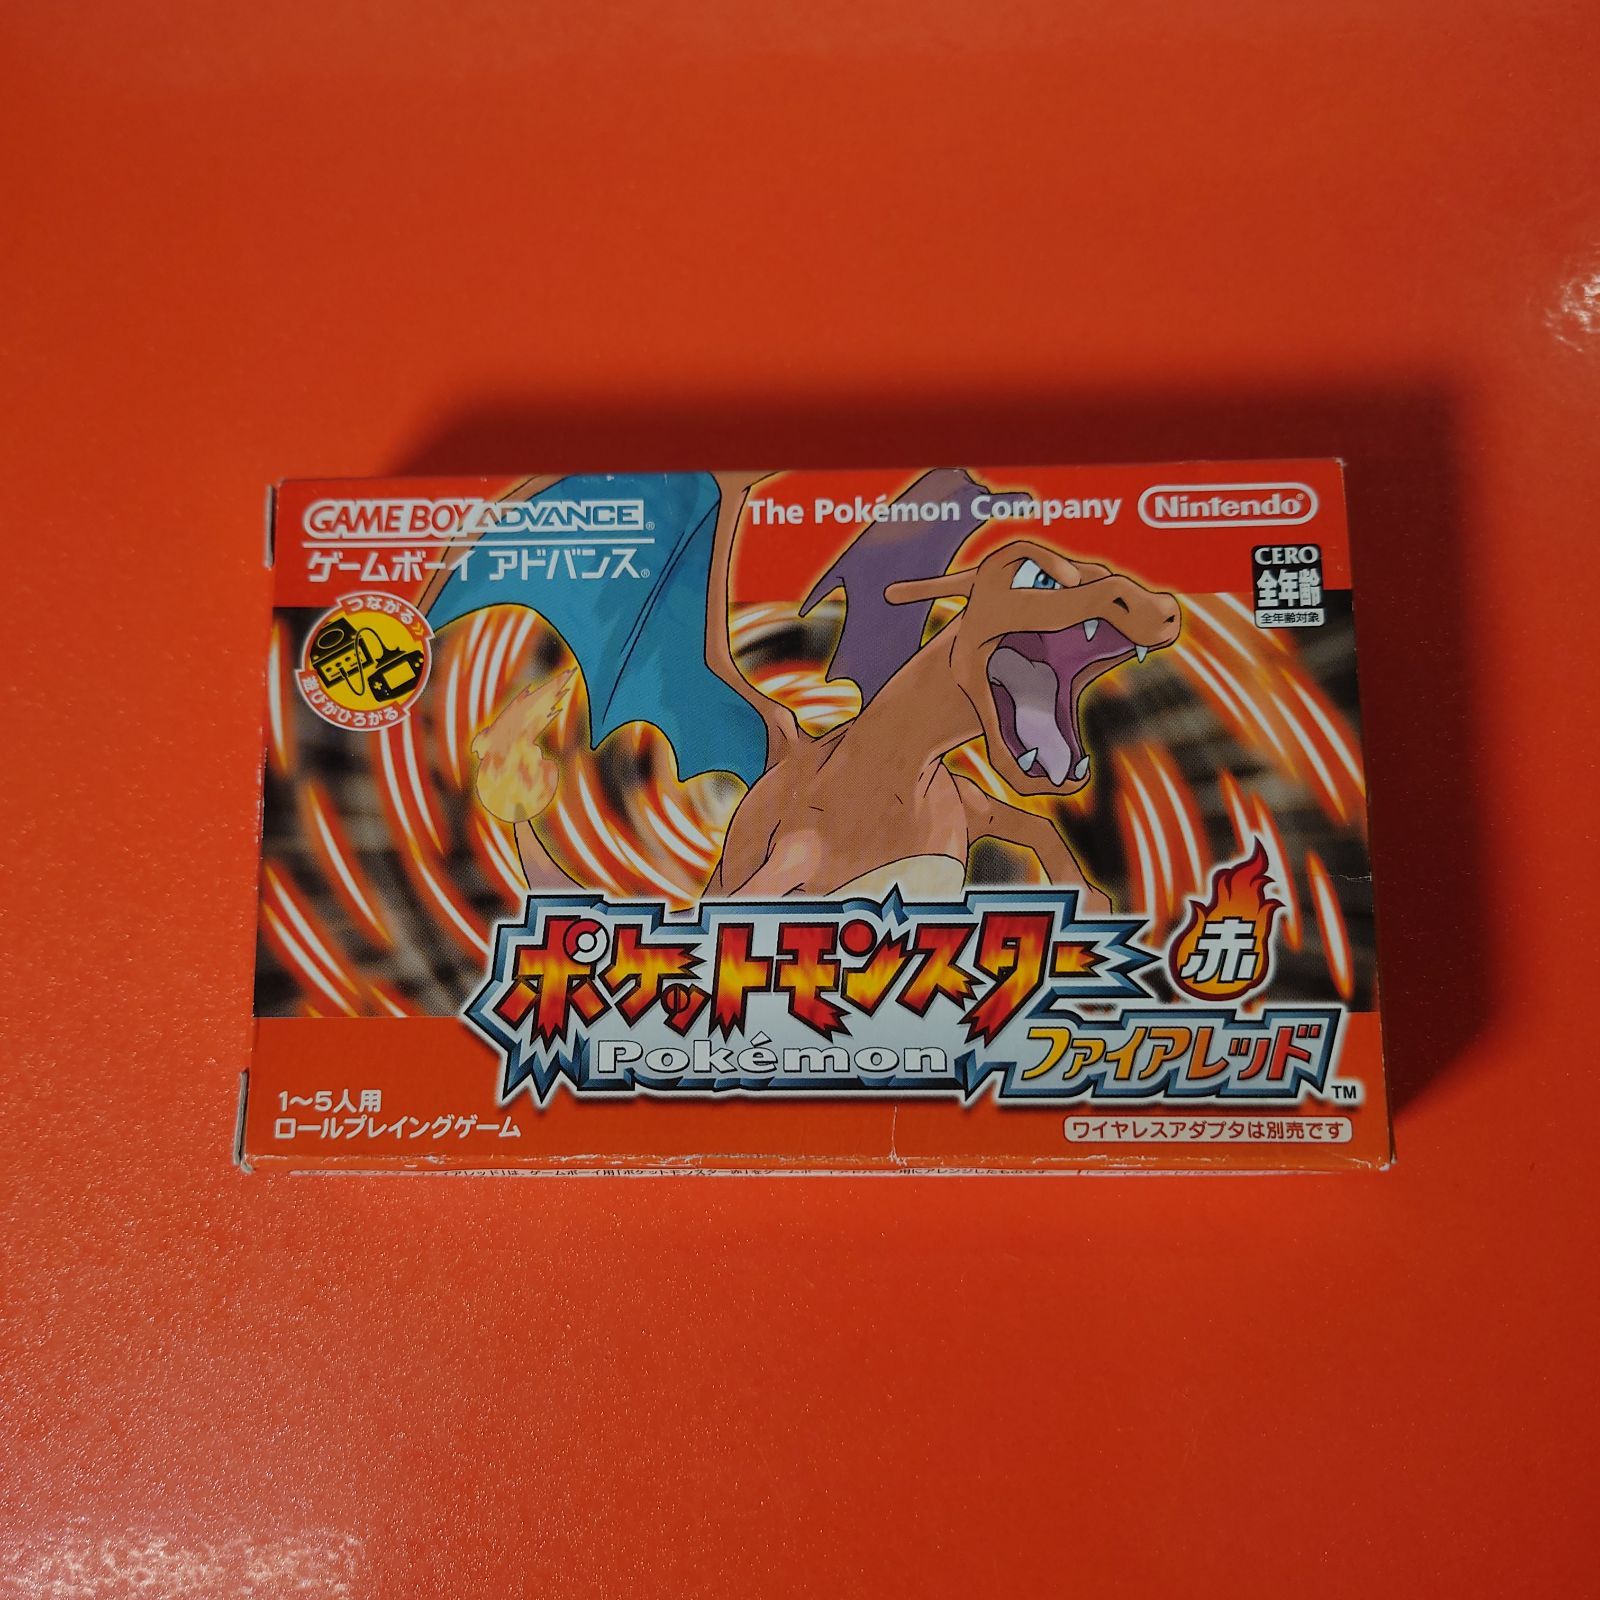 GAME BOY ADVANCE®
ゲームボーイ アドバンス®
The Pokémon Company
Nintendo®
CERO
全年齢
全年齢対象
つながる♪
遊びがひろがる
ポケットモンスター
赤
Pokémon
ファイアレッド
TM
1～5人用
ロールプレイングゲーム
ワイヤレスアダプタは別売です